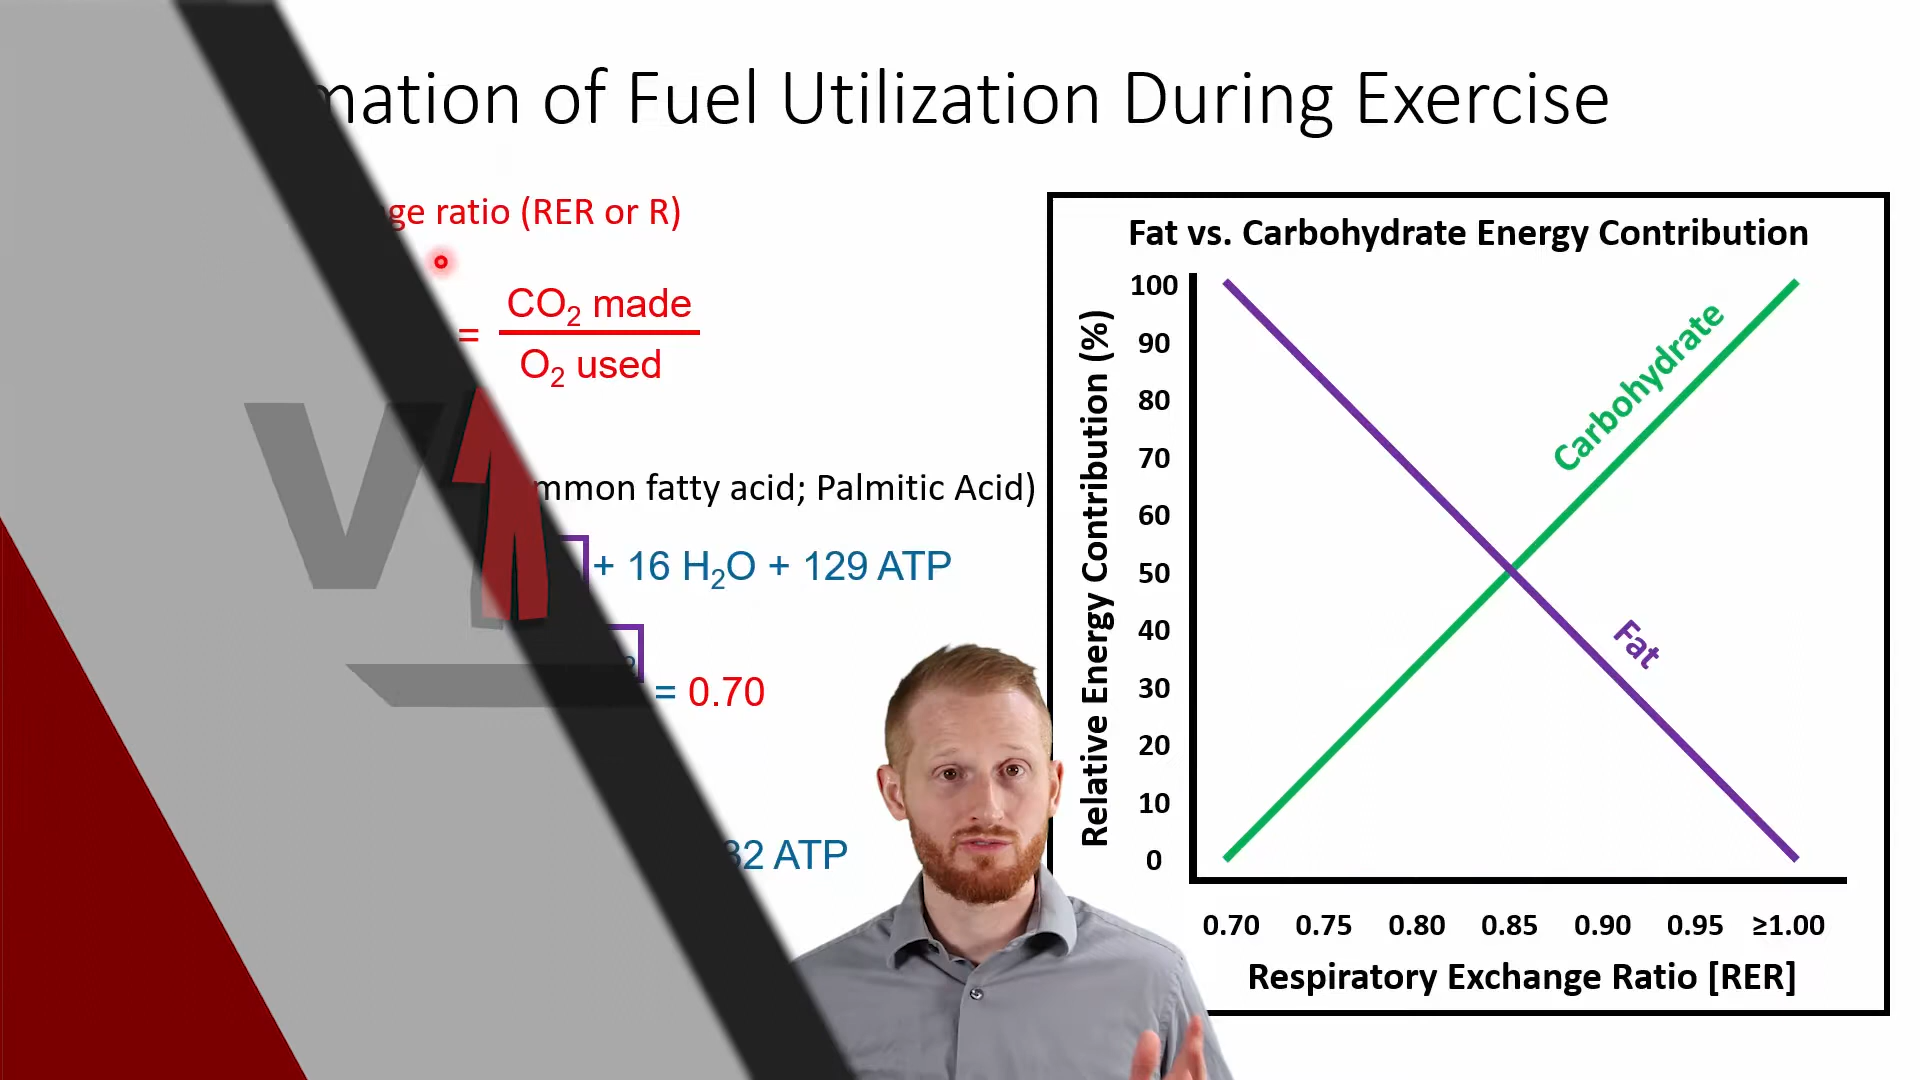 mation of Fuel Utilization During Exercise
ge ratio (RER or R)
= CO₂ made
O₂ used
mmon fatty acid; Palmitic Acid)
+ 16 H₂O + 129 ATP
= 0.70
32 ATP
Fat vs. Carbohydrate Energy Contribution
Relative Energy Contribution (%)
100
90
80
70
60
50
40
30
20
10
0
Carbohydrate
Fat
0.70 0.75 0.80 0.85 0.90 0.95 ≥1.00
Respiratory Exchange Ratio [RER]